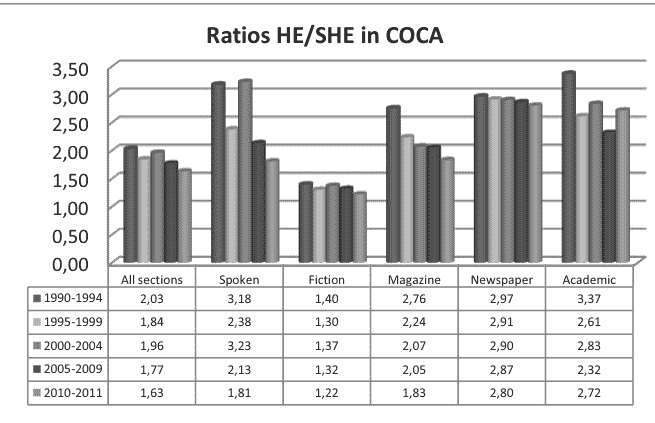 Ratios HE/SHE in COCA
3,50
3,00
2,50
2,00
1,50
1,00
0,50
0,00
All sections Spoken Fiction Magazine Newspaper Academic
1990-1994 2,03 3,18 1,40 2,76 2,97 3,37
1995-1999 1,84 2,38 1,30 2,24 2,91 2,61
2000-2004 1,96 3,23 1,37 2,07 2,90 2,83
2005-2009 1,77 2,13 1,32 2,05 2,87 2,32
2010-2011 1,63 1,81 1,22 1,83 2,80 2,72